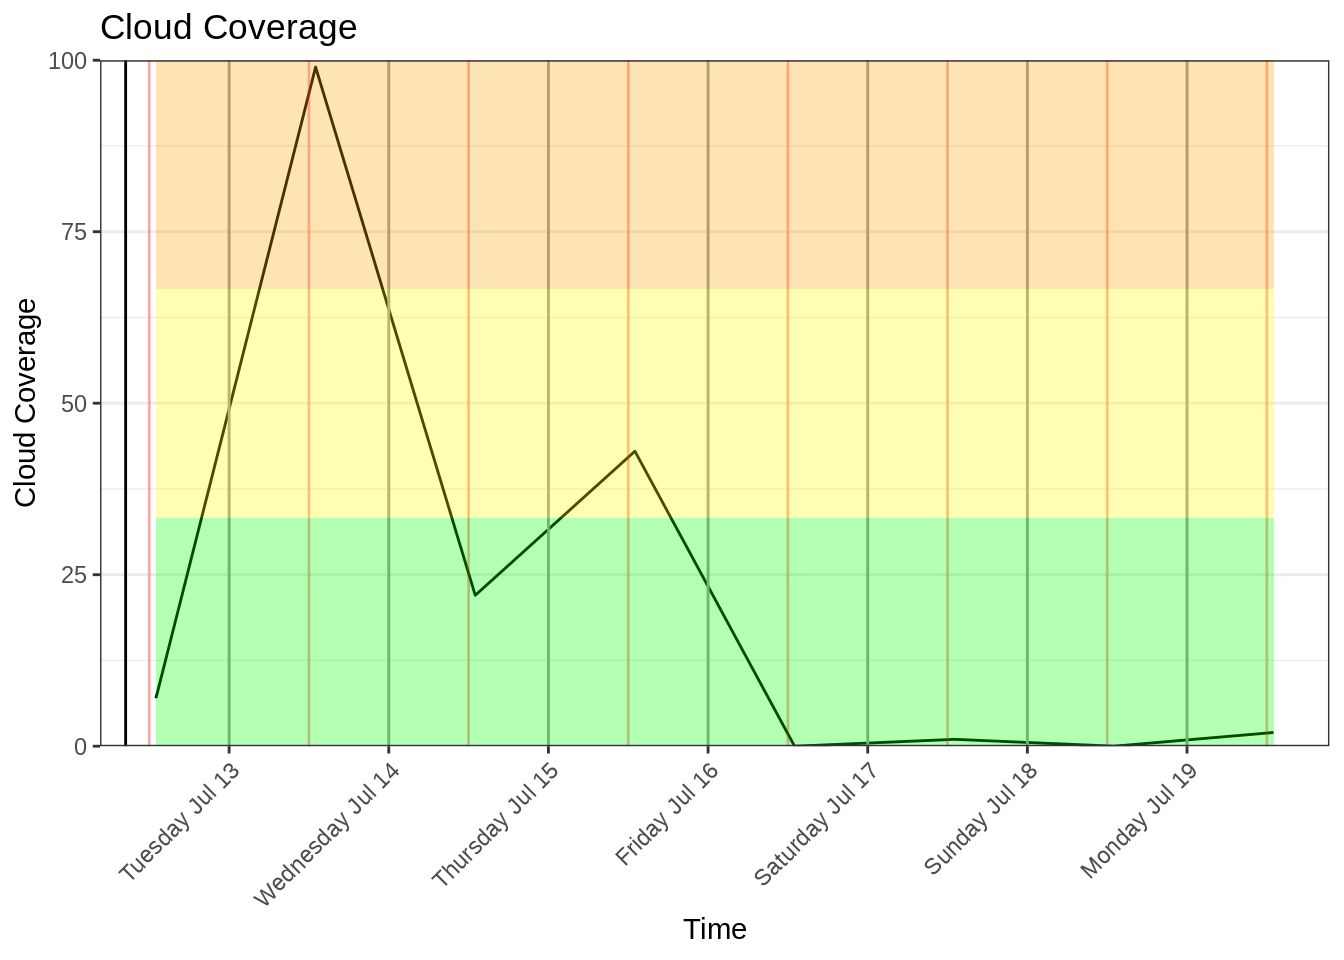 Cloud Coverage
Cloud Coverage
100
75
50
25
0
Tuesday Jul 13
Wednesday Jul 14
Thursday Jul 15
Friday Jul 16
Saturday Jul 17
Sunday Jul 18
Monday Jul 19
Time